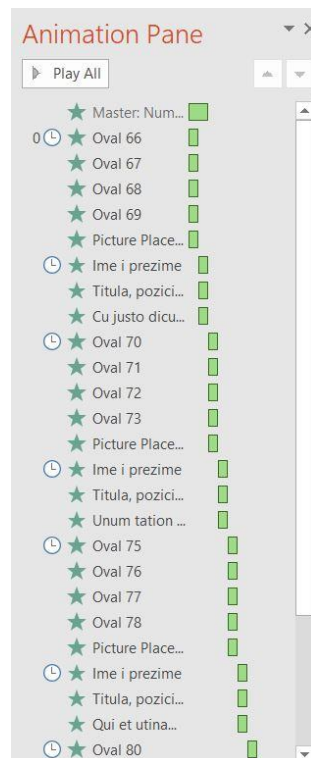 Animation Pane
Play All
Master: Num...
0 Oval 66
Oval 67
Oval 68
Oval 69
Picture Place...
Ime i prezime
Titula, pozici...
Cu justo dicu...
Oval 70
Oval 71
Oval 72
Oval 73
Picture Place...
Ime i prezime
Titula, pozici...
Unum tation ...
Oval 75
Oval 76
Oval 77
Oval 78
Picture Place...
Ime i prezime
Titula, pozici...
Qui et utina...
Oval 80